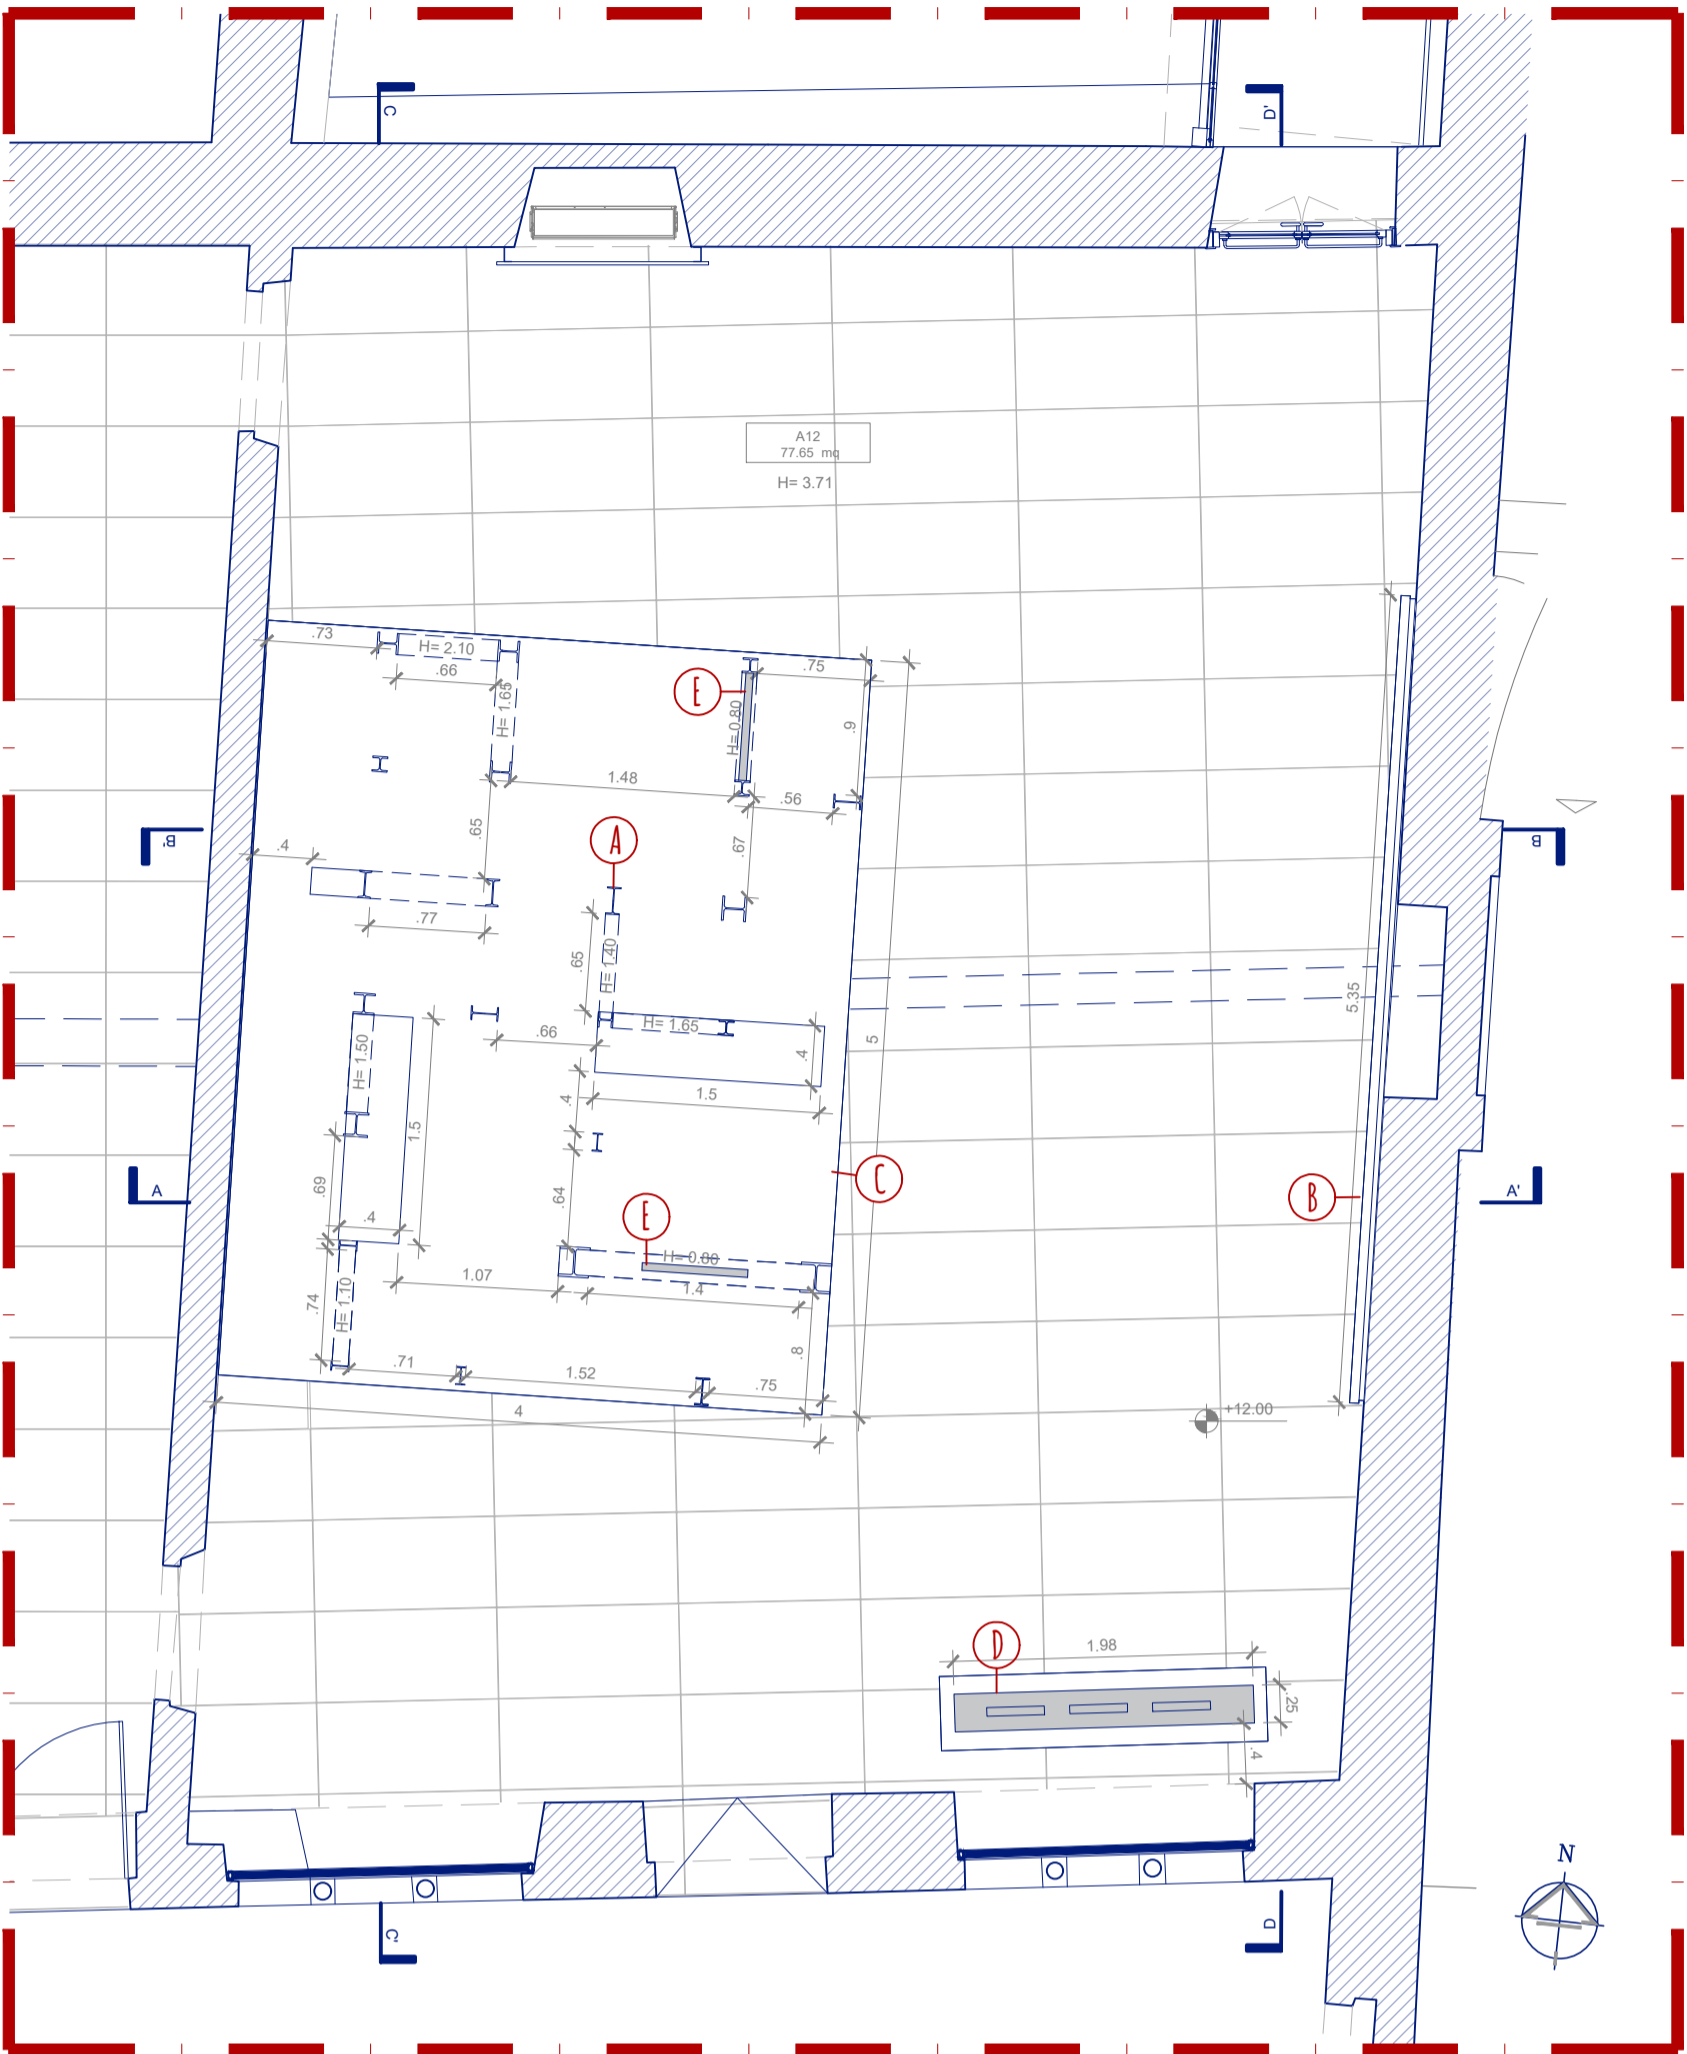 C
D'
A12
77.65 mq
H= 3.71
.73
H= 2.10
.66
H= 1.65
E
.75
H= 0.80
.9
1.48
.56
.65
.67
A
B'
B
.4
.77
.65
H= 1.40
5.35
.66
H= 1.65
.4
5
H= 1.50
1.5
.4
1.5
A
A'
C
B
.69
.64
.4
E
H= 0.80
1.07
1.4
.74
H= 1.10
.8
.71
1.52
.75
4
+12.00
D
1.98
.25
.4
N
C'
D